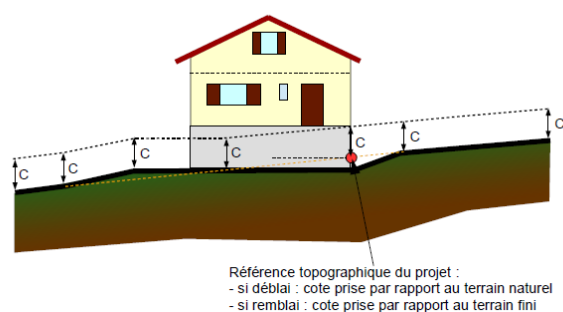 C
C
C
C
C
C
C
Référence topographique du projet :
- si déblai : cote prise par rapport au terrain naturel
- si remblai : cote prise par rapport au terrain fini